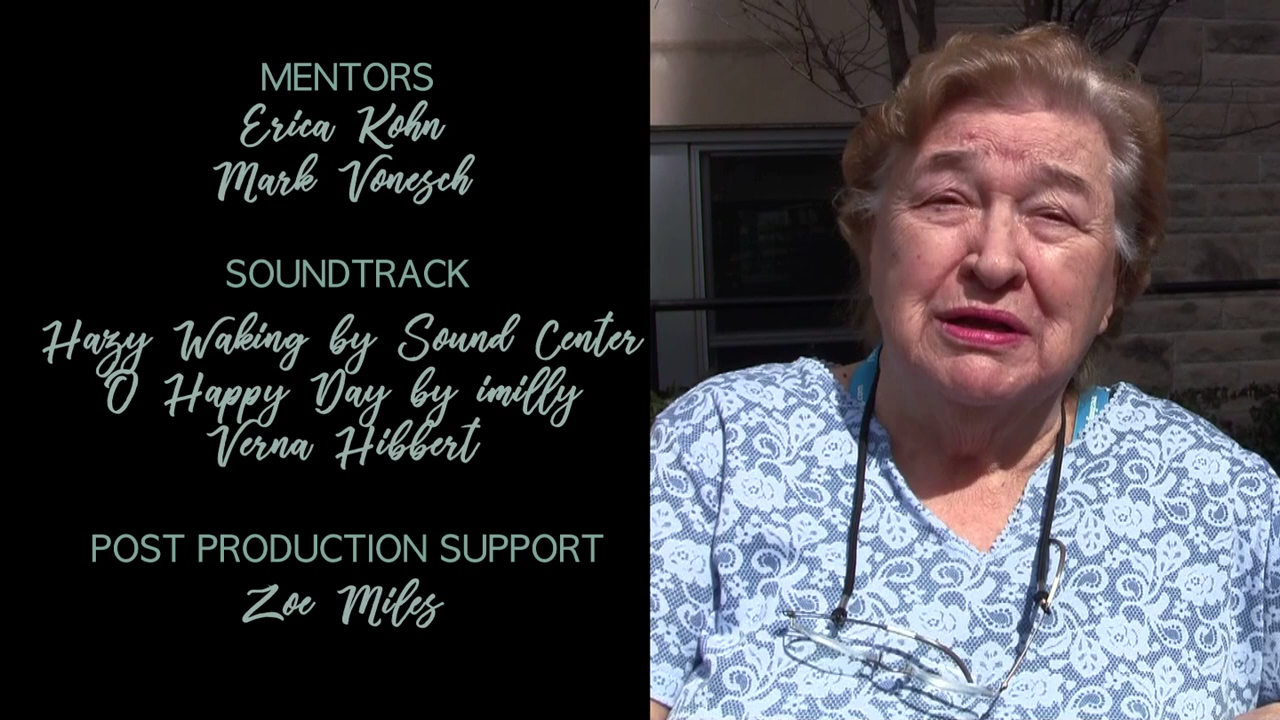 MENTORS
Erica Kohn
Mark Vonesch
SOUNDTRACK
Hazy Waking by Sound Center
O Happy Day by imilly
Verna Hibbert
POST PRODUCTION SUPPORT
Zoe Miles